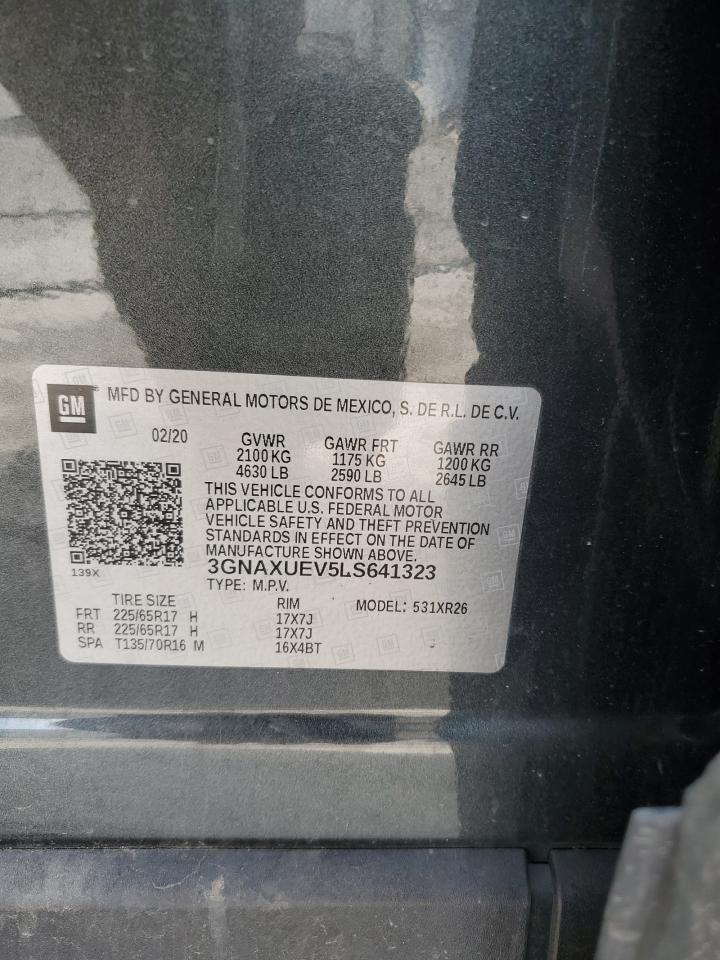 GM MFD BY GENERAL MOTORS DE MEXICO, S. DE R.L. DE C.V.
02/20 GVWR GAWR FRT GAWR RR
2100 KG 1175 KG 1200 KG
4630 LB 2590 LB 2645 LB
THIS VEHICLE CONFORMS TO ALL
APPLICABLE U.S. FEDERAL MOTOR
VEHICLE SAFETY AND THEFT PREVENTION
STANDARDS IN EFFECT ON THE DATE OF
MANUFACTURE SHOWN ABOVE.
3GNAXUEV5LS641323
139X
TYPE: M.P.V.
TIRE SIZE RIM MODEL: 531XR26
FRT 225/65R17 H 17X7J
RR 225/65R17 H 17X7J
SPA T135/70R16 M 16X4BT